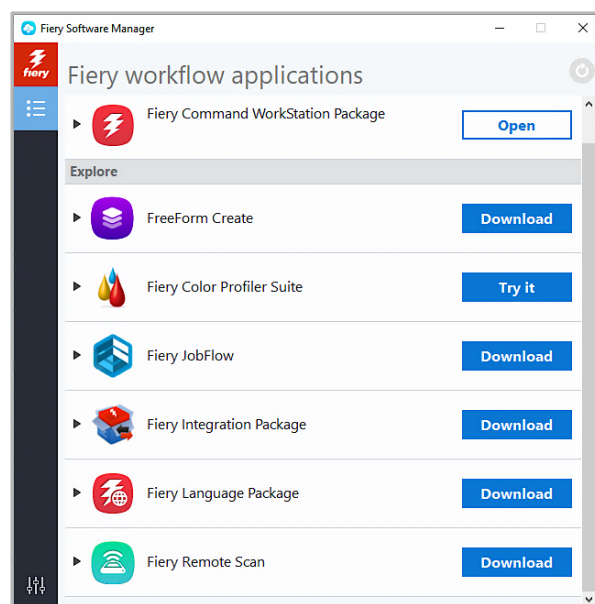 Fiery Software Manager
fiery
Fiery workflow applications
Fiery Command WorkStation Package
Open
Explore
FreeForm Create
Download
Fiery Color Profiler Suite
Try it
Fiery JobFlow
Download
Fiery Integration Package
Download
Fiery Language Package
Download
Fiery Remote Scan
Download